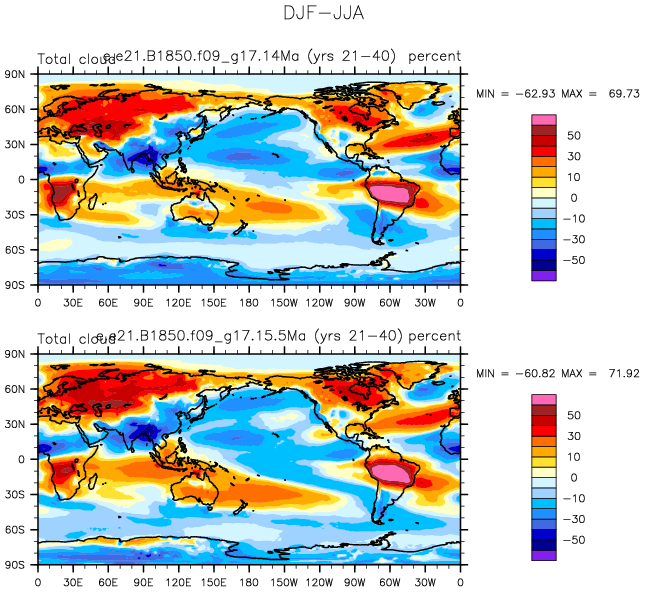 DJF-JJA
Total cloud e.e21.B1850.f09_g17.14Ma (yrs 21-40) percent
MIN = -62.93 MAX = 69.73
90N
60N
30N
0
30S
60S
90S
0 30E 60E 90E 120E 150E 180 150W 120W 90W 60W 30W 0
50
30
10
0
-10
-30
-50
Total cloud e.e21.B1850.f09_g17.15.5Ma (yrs 21-40) percent
MIN = -60.82 MAX = 71.92
90N
60N
30N
0
30S
60S
90S
0 30E 60E 90E 120E 150E 180 150W 120W 90W 60W 30W 0
50
30
10
0
-10
-30
-50